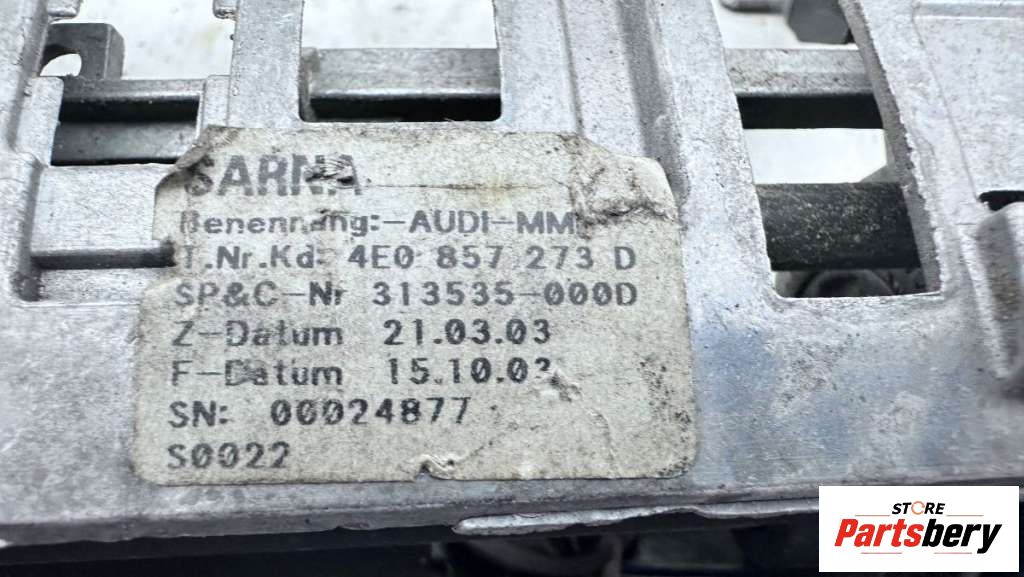 SARNA
Benennung:-AUDI-MM
T.Nr.Kd: 4E0 857 273 D
SP&C-Nr 313535-000D
Z-Datum 21.03.03
F-Datum 15.10.03
SN: 00024877
S0022
STORE
Partsbery